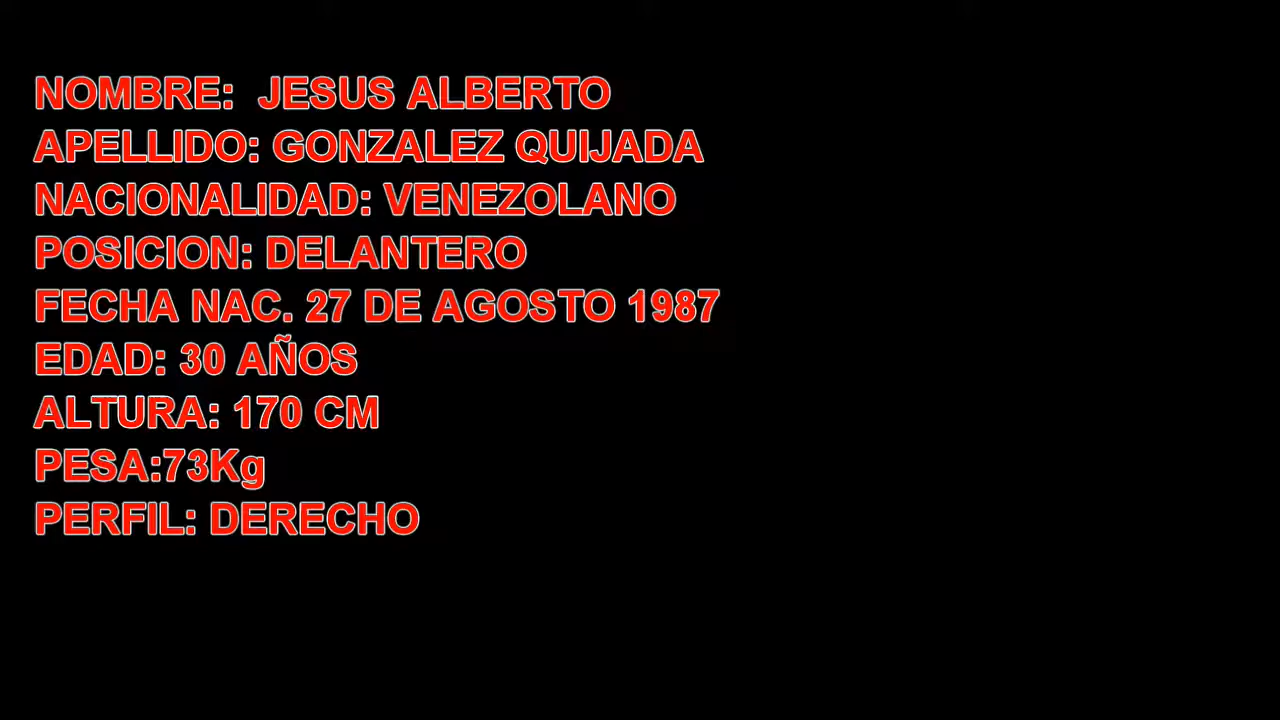 NOMBRE:  JESUS ALBERTO
APELLIDO: GONZALEZ QUIJADA
NACIONALIDAD: VENEZOLANO
POSICION: DELANTERO
FECHA NAC. 27 DE AGOSTO 1987
EDAD: 30 AÑOS
ALTURA: 170 CM
PESA:73Kg
PERFIL: DERECHO